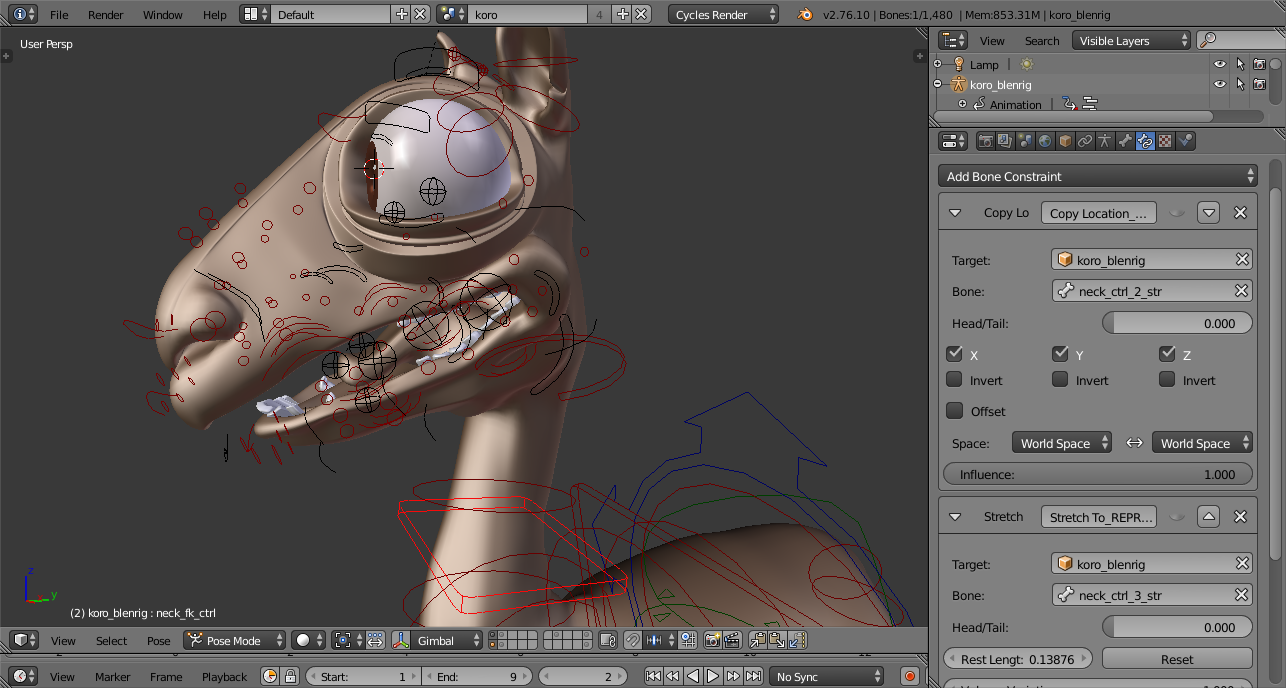 File Render Window Help Default koro 4 Cycles Render v2.76.10 | Bones:1/1,480 | Mem:853.31M | koro_blenrig
User Persp
View Search Visible Layers
Lamp
koro_blenrig
Animation
Add Bone Constraint
Copy Lo Copy Location_...
Target: koro_blenrig
Bone: neck_ctrl_2_str
Head/Tail: 0.000
X Y Z
Invert Invert Invert
Offset
Space: World Space World Space
Influence: 1.000
Stretch Stretch To_REPR...
Target: koro_blenrig
Bone: neck_ctrl_3_str
Head/Tail: 0.000
Rest Lengt: 0.13876 Reset
z
y
(2) koro_blenrig : neck_fk_ctrl
View Select Pose Pose Mode Gimbal
View Marker Frame Playback Start: 1 End: 9 2 No Sync